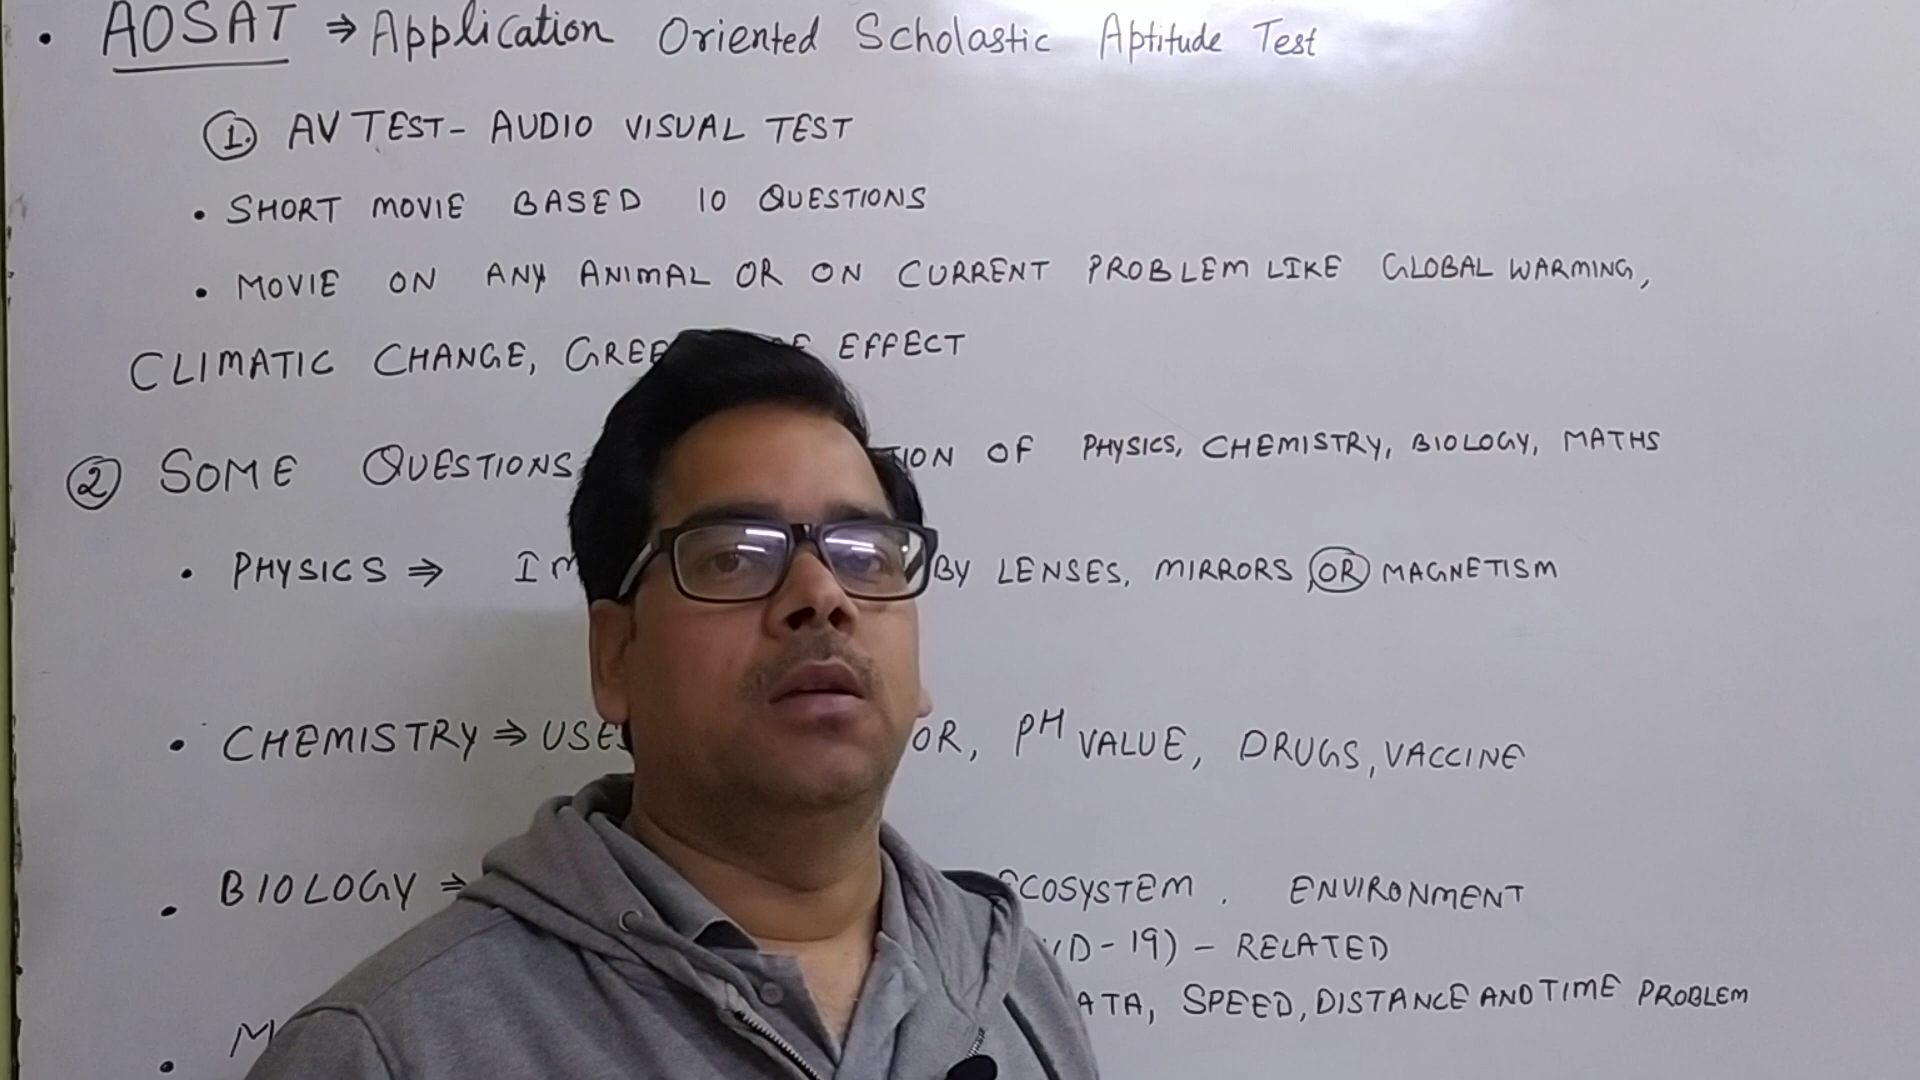 • AOSAT ⇒ Application Oriented Scholastic Aptitude Test
1. AV TEST - AUDIO VISUAL TEST
• SHORT MOVIE BASED 10 QUESTIONS
• MOVIE ON ANY ANIMAL OR ON CURRENT PROBLEM LIKE GLOBAL WARMING,
CLIMATIC CHANGE, EFFECT
2 SOME QUESTIONS OF PHYSICS, CHEMISTRY, BIOLOGY, MATHS
• PHYSICS ⇒ BY LENSES, MIRRORS OR MAGNETISM
• CHEMISTRY ⇒ USES PH VALUE, DRUGS, VACCINE
• BIOLOGY ⇒ ECOSYSTEM. ENVIRONMENT
D-19) - RELATED
• SPEED, DISTANCE AND TIME PROBLEM